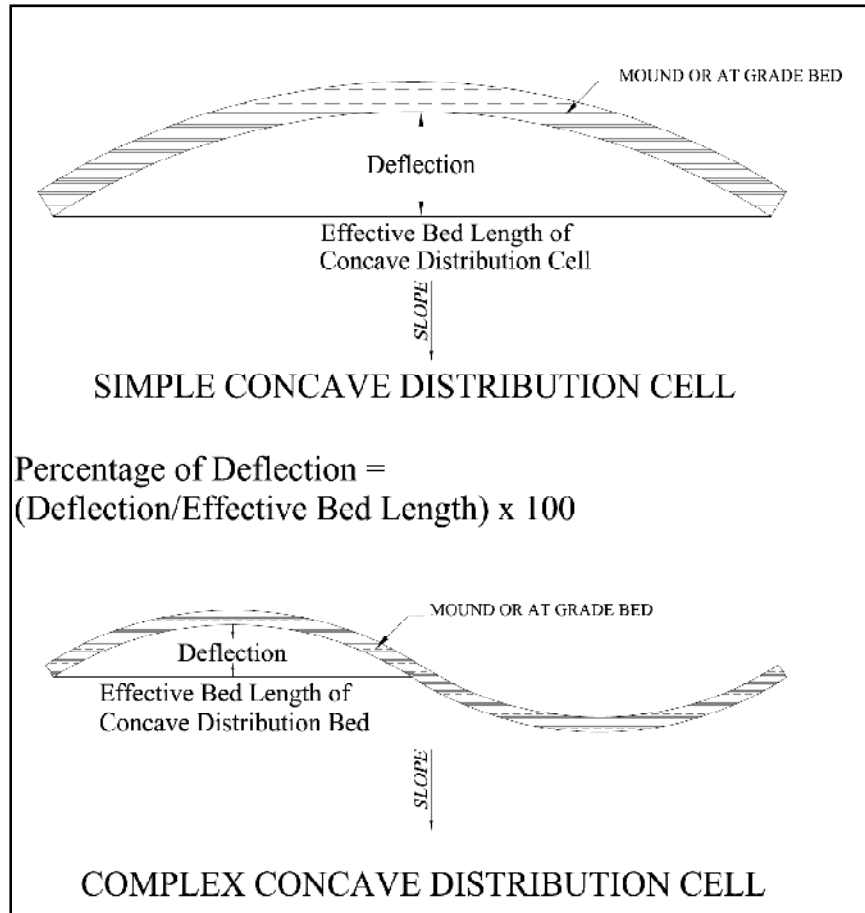 MOUND OR AT GRADE BED
Deflection
Effective Bed Length of
Concave Distribution Cell
SLOPE
SIMPLE CONCAVE DISTRIBUTION CELL
Percentage of Deflection =
(Deflection/Effective Bed Length) x 100
MOUND OR AT GRADE BED
Deflection
Effective Bed Length of
Concave Distribution Bed
SLOPE
COMPLEX CONCAVE DISTRIBUTION CELL